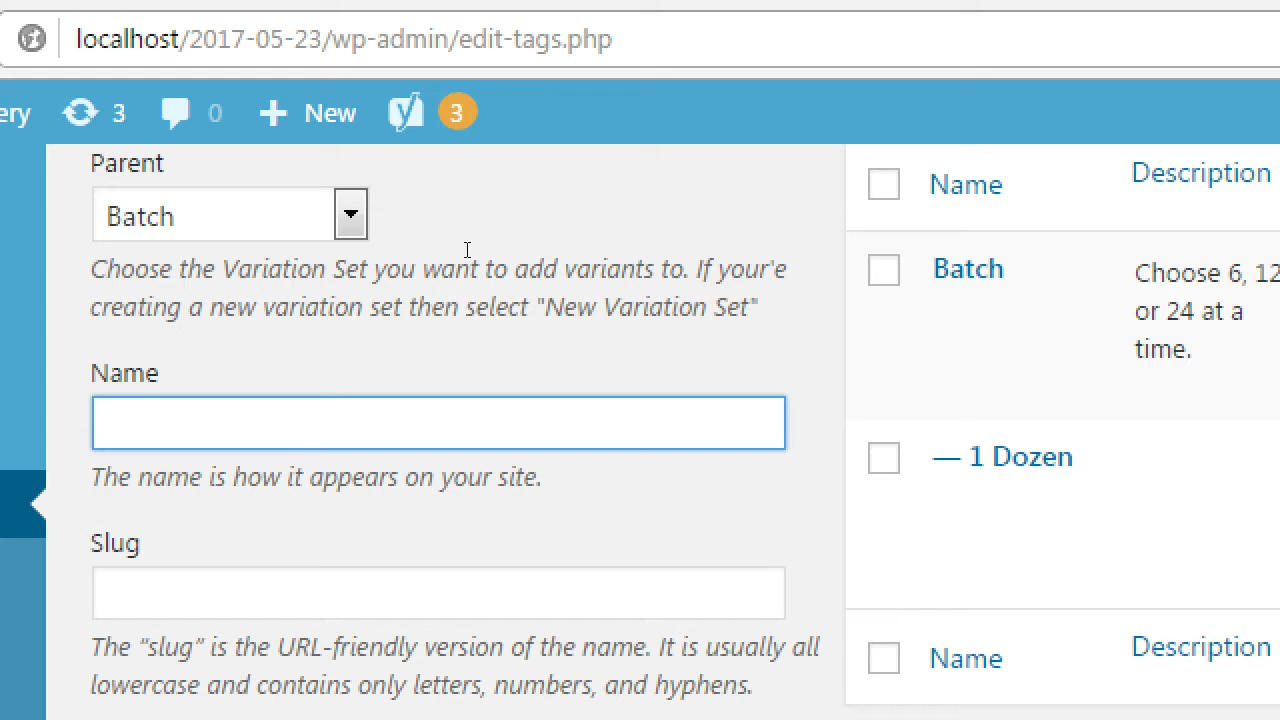 localhost/2017-05-23/wp-admin/edit-tags.php
ery 3 0 New 3
Parent
Batch
Choose the Variation Set you want to add variants to. If your'e
creating a new variation set then select "New Variation Set"
Name
The name is how it appears on your site.
Slug
The “slug” is the URL-friendly version of the name. It is usually all
lowercase and contains only letters, numbers, and hyphens.
Name Description
Batch
Choose 6, 12
or 24 at a
time.
— 1 Dozen
Name Description